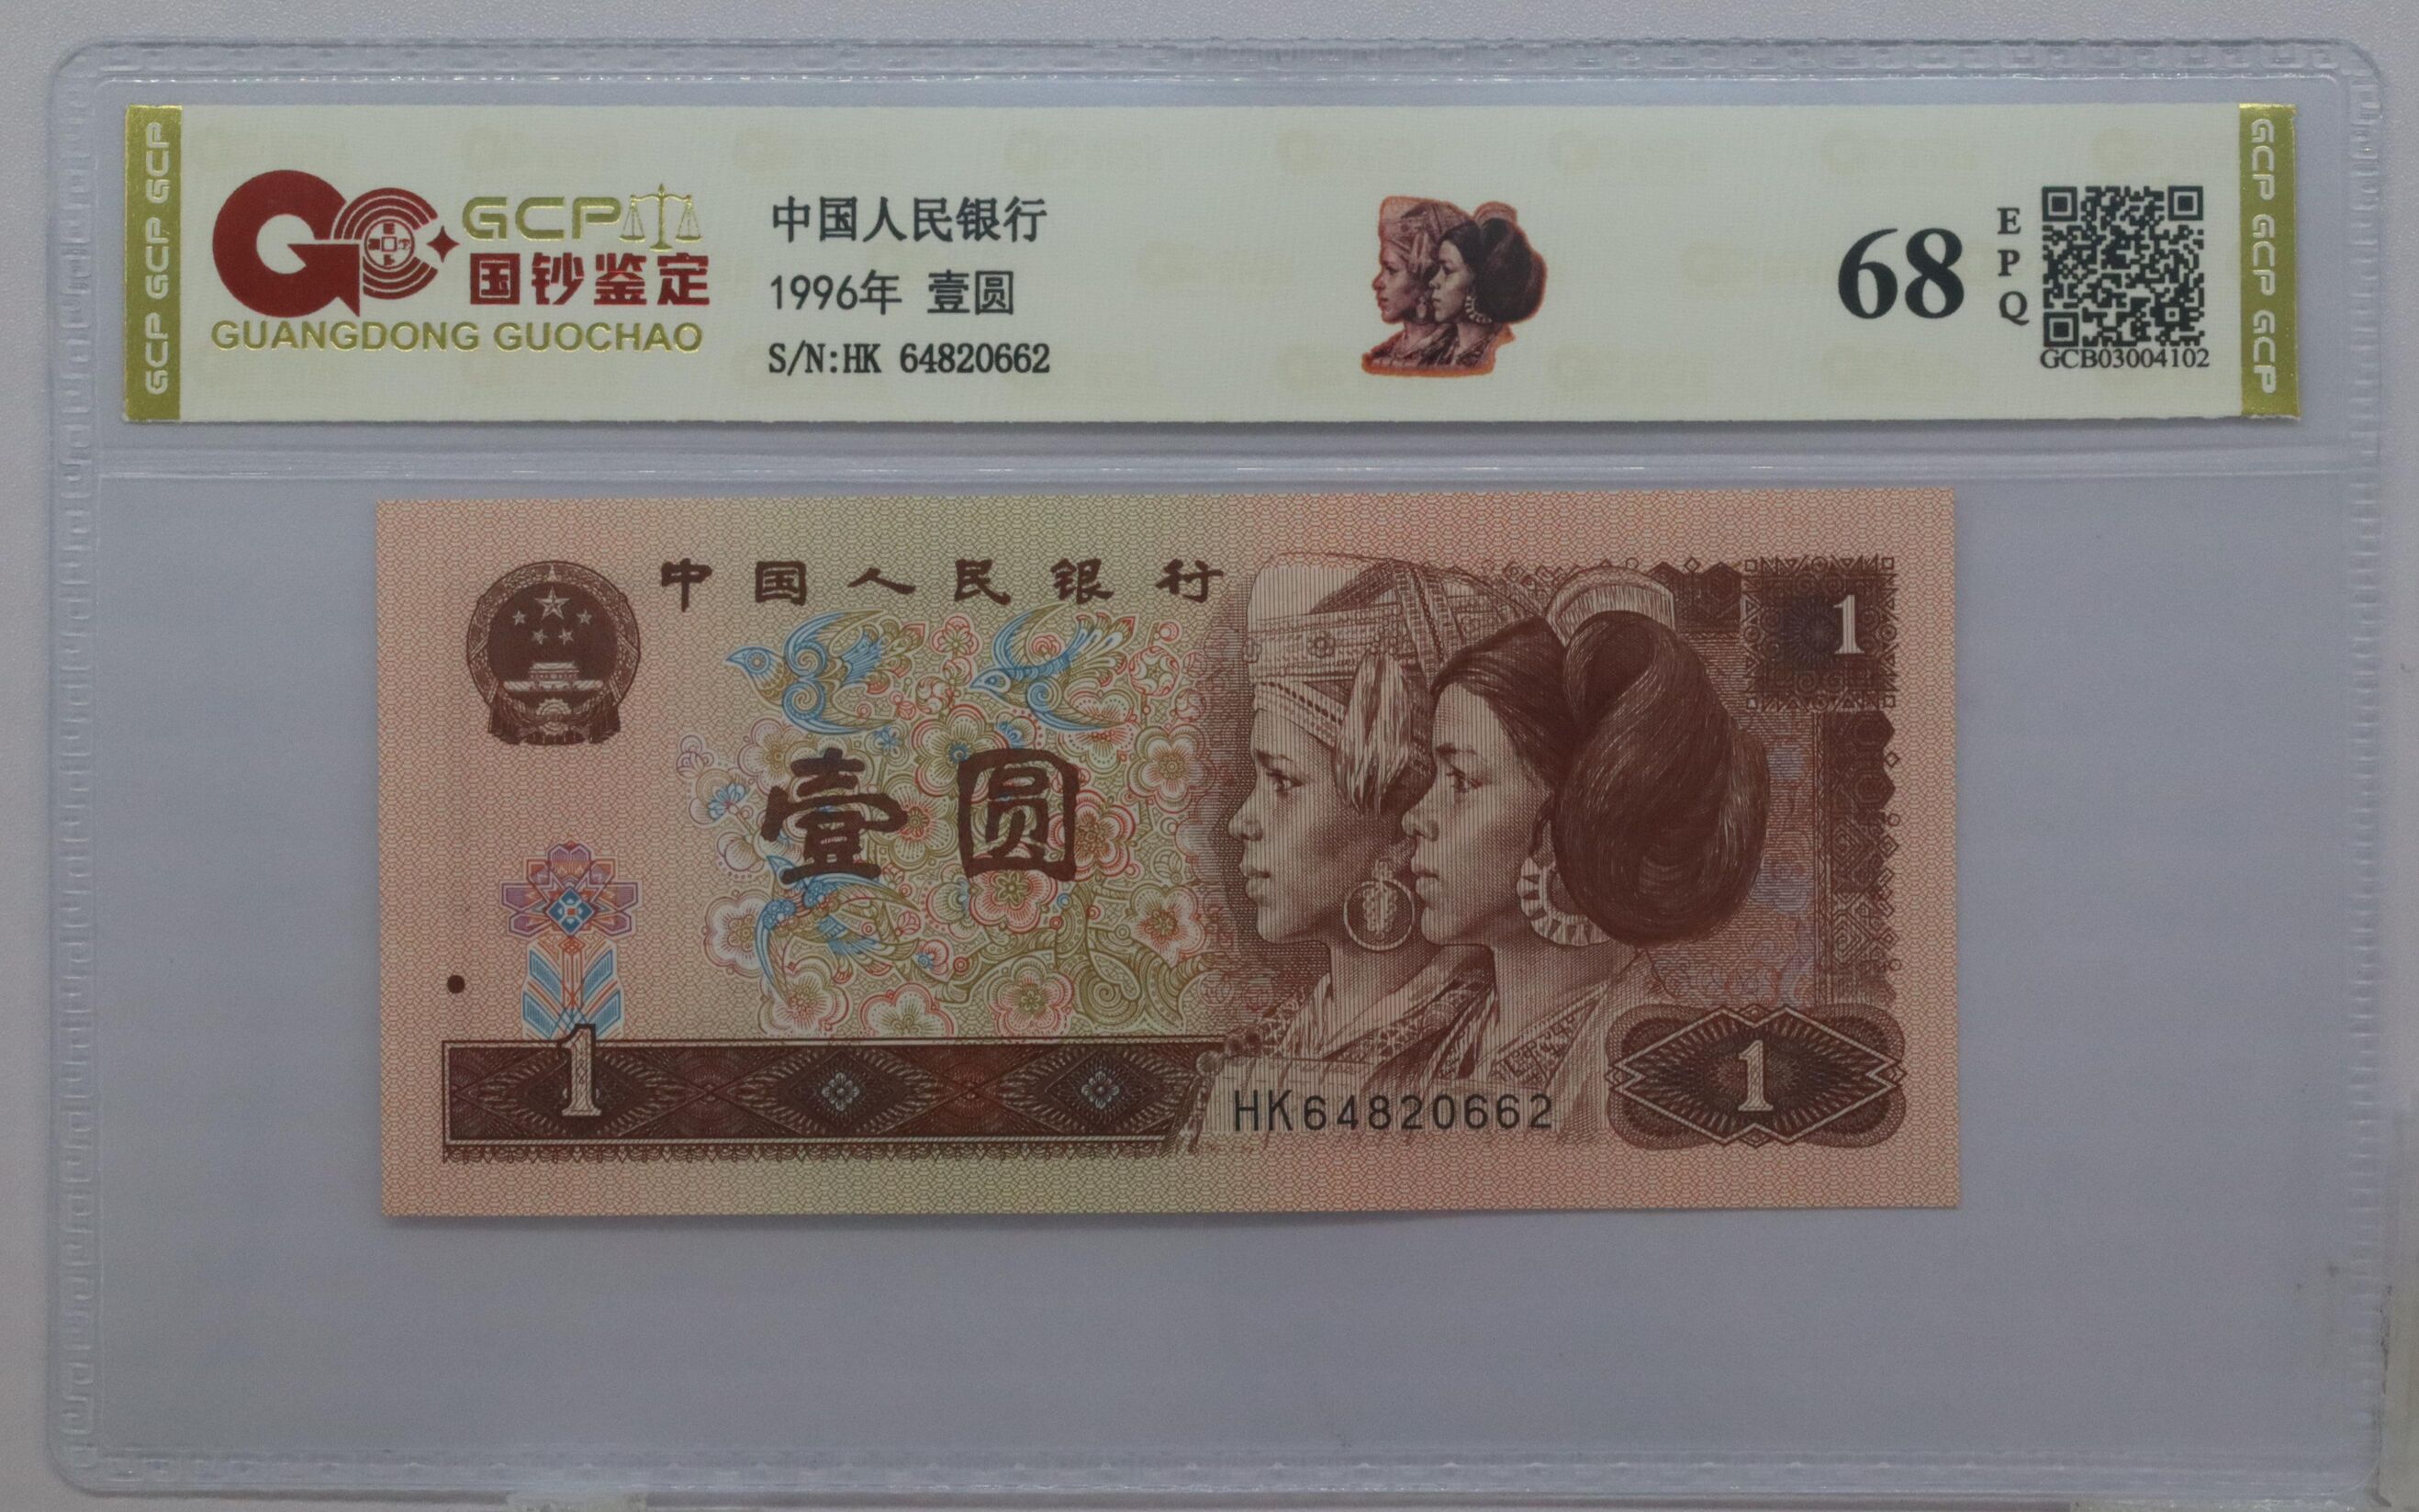 GCP GCP GCP
GCP
国钞鉴定
GUANGDONG GUOCHAO
中国人民银行
1996年 壹圆
S/N:HK 64820662
68
E
P
Q
GCB03004102
GCP GCP GCP
中国人民银行
1
壹圆
1
HK64820662
1